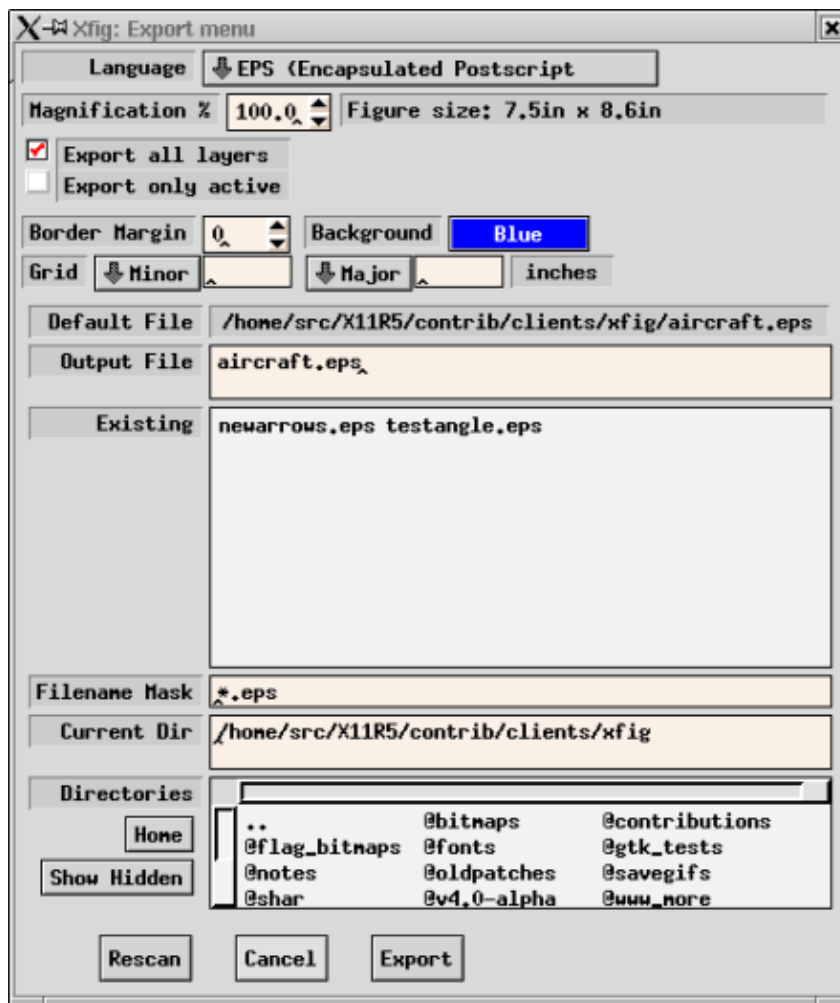 Xfig: Export menu
Language EPS (Encapsulated Postscript
Magnification % 100.0 Figure size: 7.5in x 8.6in
Export all layers
Export only active
Border Margin 0 Background Blue
Grid Minor Major inches
Default File /home/src/X11R5/contrib/clients/xfig/aircraft.eps
Output File aircraft.eps
Existing newarrows.eps testangle.eps
Filename Mask *.eps
Current Dir /home/src/X11R5/contrib/clients/xfig
Directories
.. @bitmaps @contributions
Home @flag_bitmaps @fonts @gtk_tests
Show Hidden @notes @oldpatches @savegifs
@shar @v4.0-alpha @www_more
Rescan Cancel Export